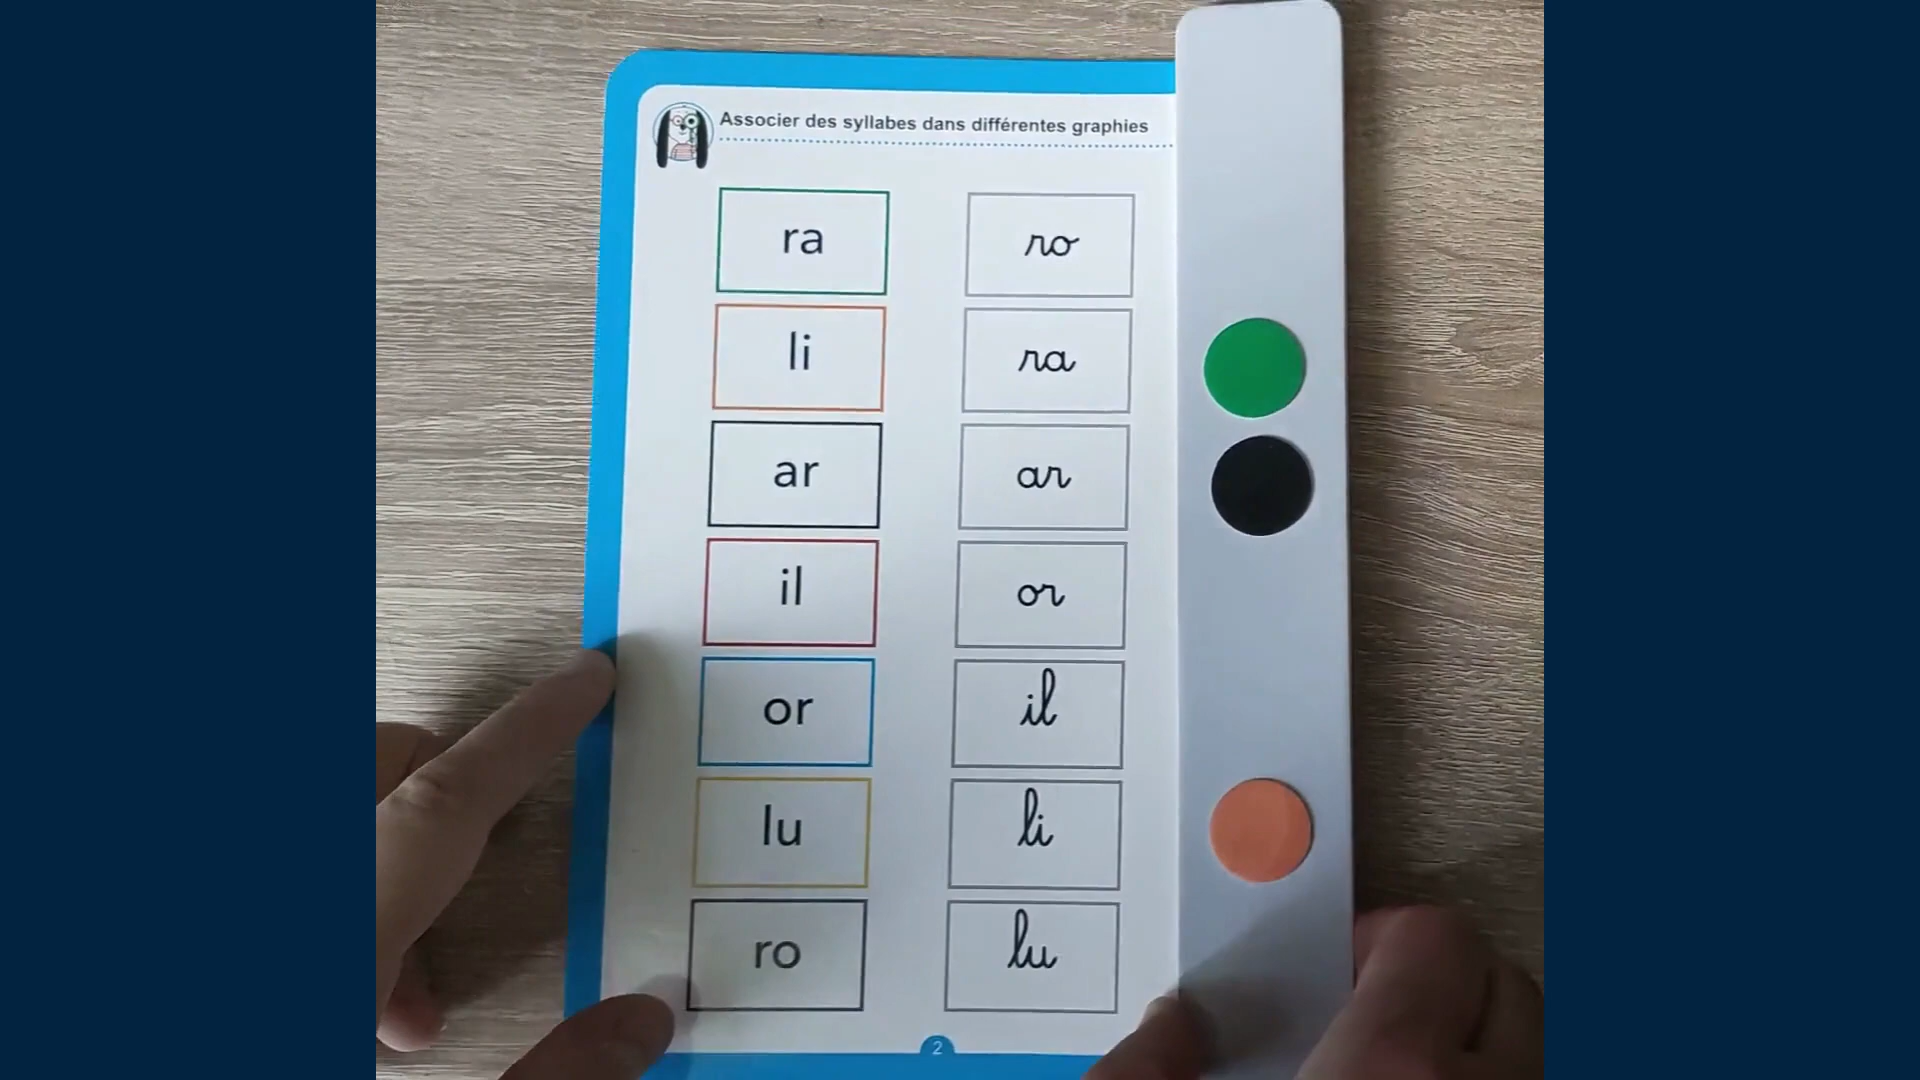 Associer des syllabes dans différentes graphies
ra ro
li ra
ar ar
il or
or il
lu li
ro lu
2